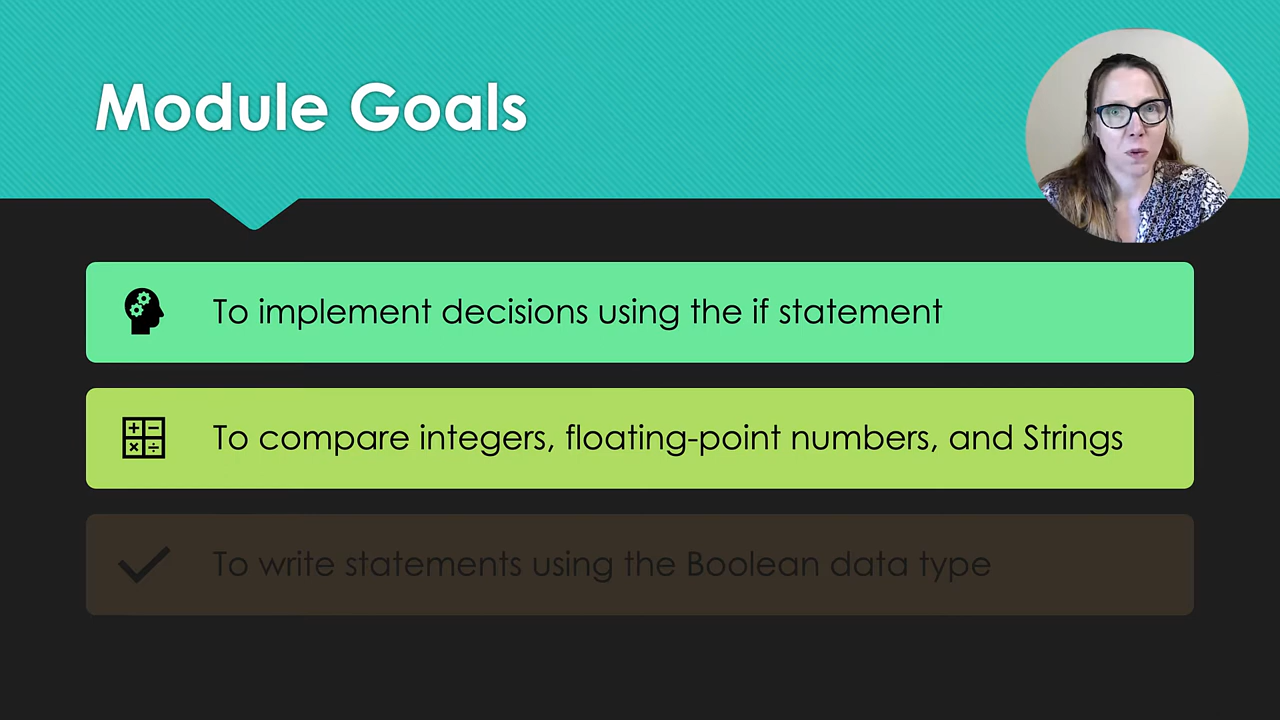 Module Goals
To implement decisions using the if statement
To compare integers, floating-point numbers, and Strings
To write statements using the Boolean data type